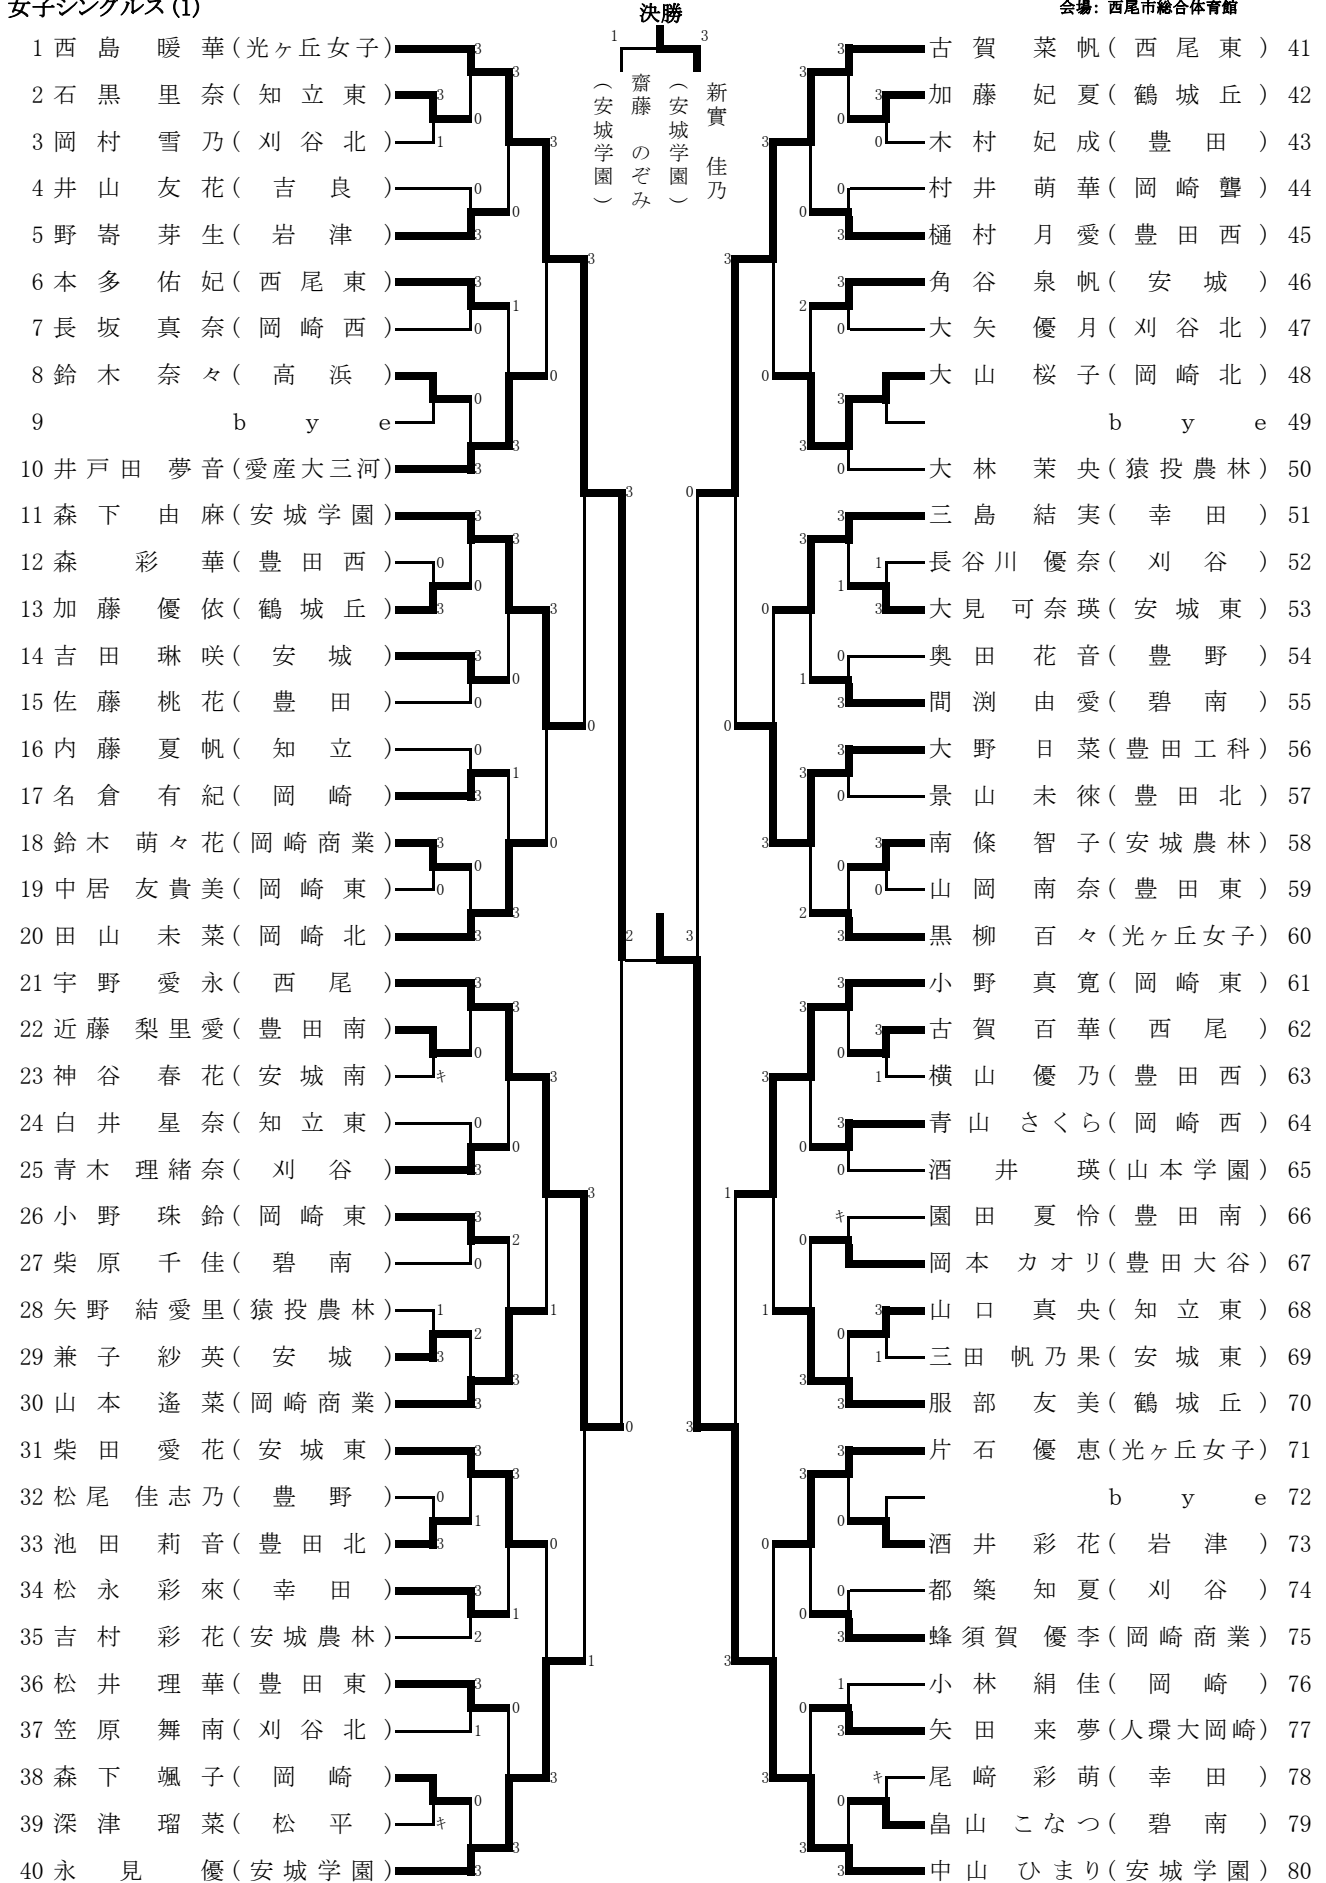 女子シングルス(1)
会場: 西尾市総合体育館
決勝
1 3
齋藤 のぞみ (安城学園)
新實 佳乃 (安城学園)
1 西島 暖華(光ヶ丘女子)
2 石黒 里奈(知立東)
3 岡村 雪乃(刈谷北)
4 井山 友花(吉良)
5 野寄 芽生(岩津)
6 本多 佑妃(西尾東)
7 長坂 真奈(岡崎西)
8 鈴木 奈々(高浜)
9 bye
10 井戸田 夢音(愛産大三河)
11 森下 由麻(安城学園)
12 森 彩華(豊田西)
13 加藤 優依(鶴城丘)
14 吉田 琳咲(安城)
15 佐藤 桃花(豊田)
16 内藤 夏帆(知立)
17 名倉 有紀(岡崎)
18 鈴木 萌々花(岡崎商業)
19 中居 友貴美(岡崎東)
20 田山 未菜(岡崎北)
21 宇野 愛永(西尾)
22 近藤 梨里愛(豊田南)
23 神谷 春花(安城南)
24 白井 星奈(知立東)
25 青木 理緒奈(刈谷)
26 小野 珠鈴(岡崎東)
27 柴原 千佳(碧南)
28 矢野 結愛里(猿投農林)
29 兼子 紗英(安城)
30 山本 遥菜(岡崎商業)
31 柴田 愛花(安城東)
32 松尾 佳志乃(豊野)
33 池田 莉音(豊田北)
34 松永 彩來(幸田)
35 吉村 彩花(安城農林)
36 松井 理華(豊田東)
37 笠原 舞南(刈谷北)
38 森下 颯子(岡崎)
39 深津 瑠菜(松平)
40 永見 優(安城学園)
古賀 菜帆(西尾東) 41
加藤 妃夏(鶴城丘) 42
木村 妃成(豊田) 43
村井 萌華(岡崎聾) 44
樋村 月愛(豊田西) 45
角谷 泉帆(安城) 46
大矢 優月(刈谷北) 47
大山 桜子(岡崎北) 48
bye 49
大林 茉央(猿投農林) 50
三島 結実(幸田) 51
長谷川 優奈(刈谷) 52
大見 可奈瑛(安城東) 53
奥田 花音(豊野) 54
間渕 由愛(碧南) 55
大野 日菜(豊田工科) 56
景山 未徠(豊田北) 57
南條 智子(安城農林) 58
山岡 南奈(豊田東) 59
黒柳 百々(光ヶ丘女子) 60
小野 真寛(岡崎東) 61
古賀 百華(西尾) 62
横山 優乃(豊田西) 63
青山 さくら(岡崎西) 64
酒井 瑛(山本学園) 65
園田 夏怜(豊田南) 66
岡本 カオリ(豊田大谷) 67
山口 真央(知立東) 68
三田 帆乃果(安城東) 69
服部 友美(鶴城丘) 70
片石 優恵(光ヶ丘女子) 71
bye 72
酒井 彩花(岩津) 73
都築 知夏(刈谷) 74
蜂須賀 優李(岡崎商業) 75
小林 絹佳(岡崎) 76
矢田 来夢(人環大岡崎) 77
尾﨑 彩萌(幸田) 78
畠山 こなつ(碧南) 79
中山 ひまり(安城学園) 80